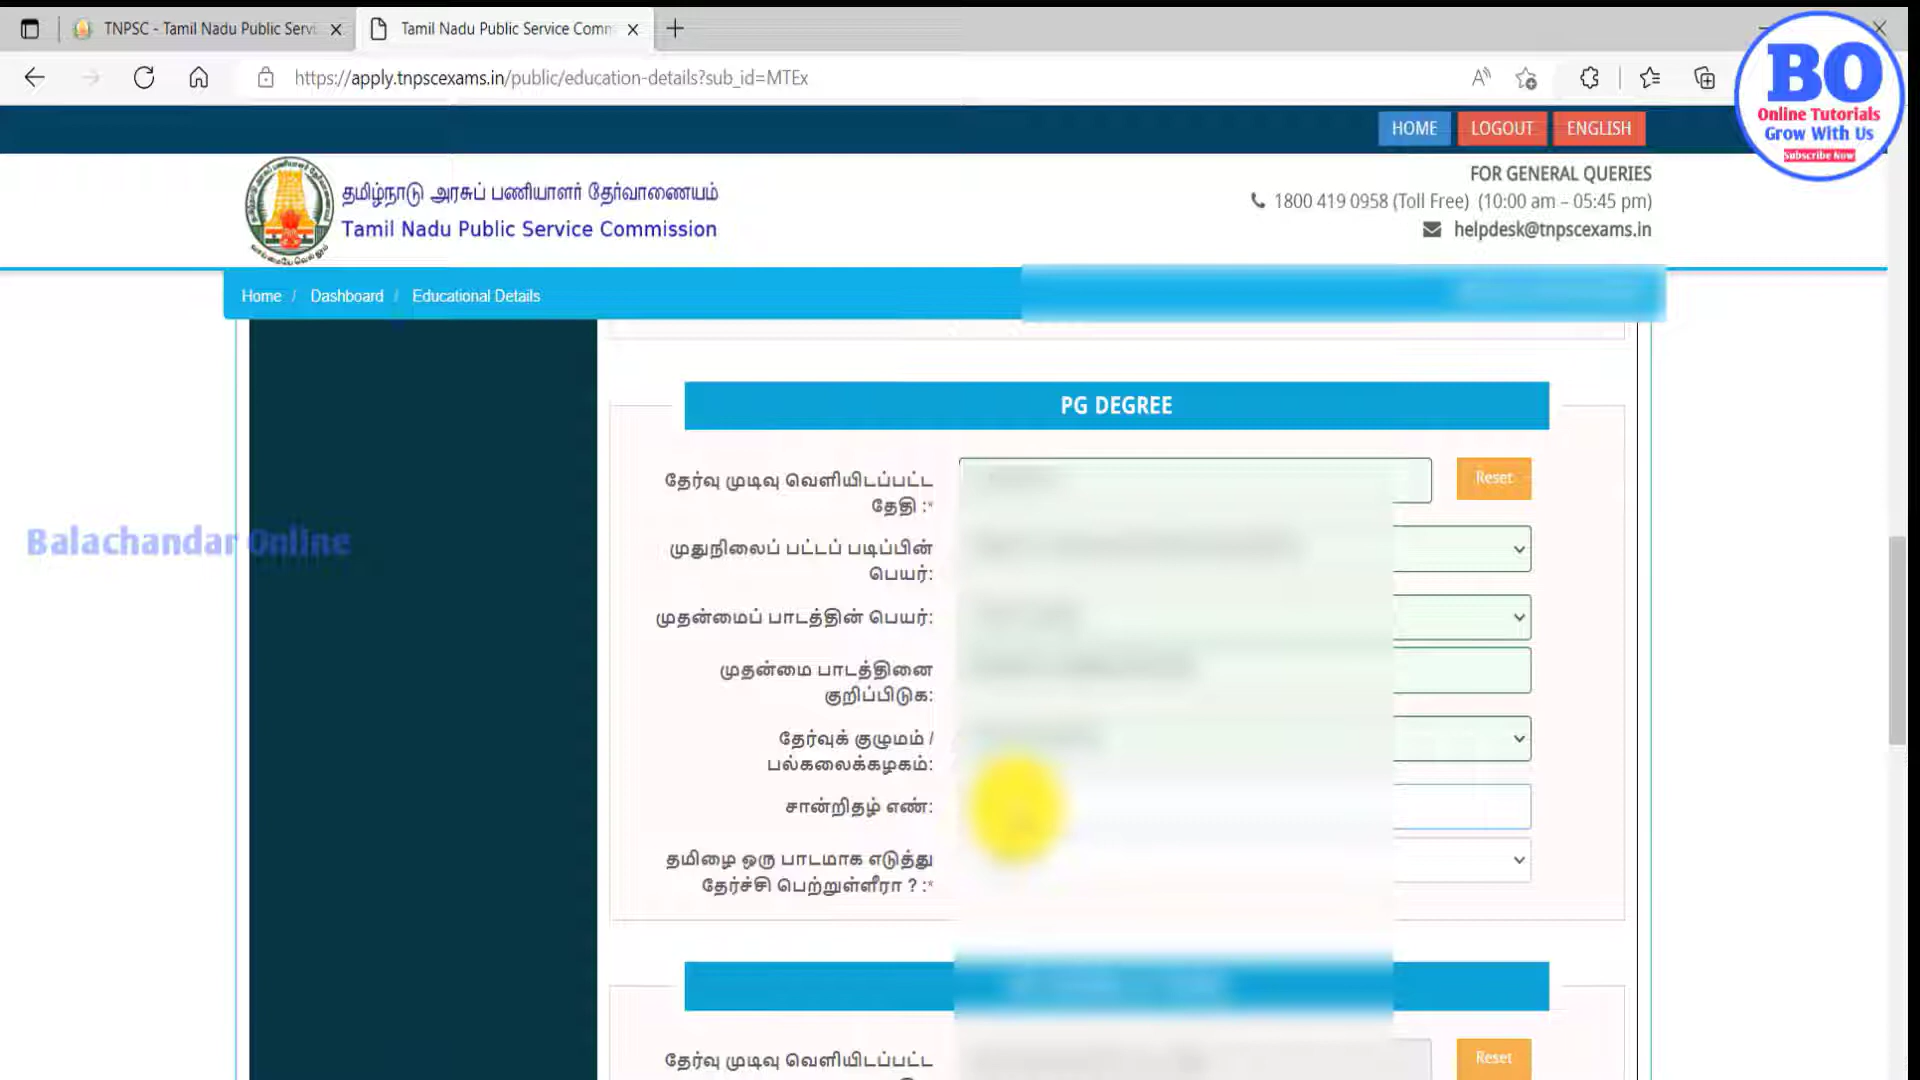 TNPSC - Tamil Nadu Public Servi
Tamil Nadu Public Service Comm
https://apply.tnpscexams.in/public/education-details?sub_id=MTEx
BO
Online Tutorials
Grow With Us
Subscribe Now
HOME
LOGOUT
ENGLISH
தமிழ்நாடு அரசுப் பணியாளர் தேர்வாணையம்
Tamil Nadu Public Service Commission
FOR GENERAL QUERIES
1800 419 0958 (Toll Free) (10:00 am – 05:45 pm)
helpdesk@tnpscexams.in
Home / Dashboard / Educational Details
PG DEGREE
தேர்வு முடிவு வெளியிடப்பட்ட
தேதி :*
Reset
முதுநிலைப் பட்டப் படிப்பின்
பெயர்:
முதன்மைப் பாடத்தின் பெயர்:
முதன்மை பாடத்தினை
குறிப்பிடுக:
தேர்வுக் குழுமம் /
பல்கலைக்கழகம்:
சான்றிதழ் எண்:
தமிழை ஒரு பாடமாக எடுத்து
தேர்ச்சி பெற்றுள்ளீரா ? :*
Balachandar Online
தேர்வு முடிவு வெளியிடப்பட்ட
Reset